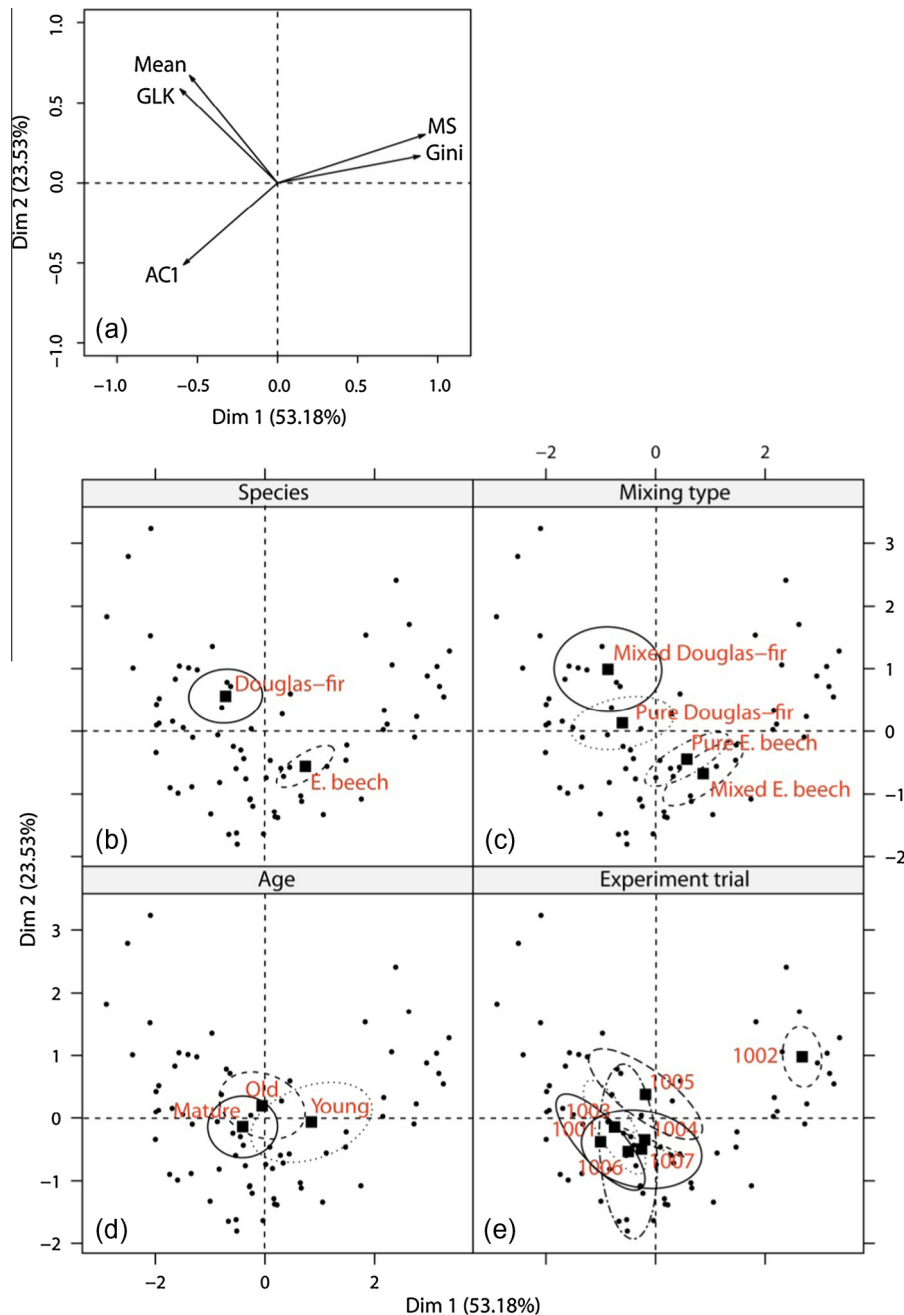 1.0
Mean
GLK
0.5
MS
Gini
0.0
Dim 2 (23.53%)
−0.5
AC1
−1.0
(a)
−1.0 −0.5 0.0 0.5 1.0
Dim 1 (53.18%)
−2 0 2
Species Mixing type
3
2
1
0
−1
−2
Douglas−fir
E. beech
(b)
Mixed Douglas−fir
Pure Douglas−fir
Pure E. beech
Mixed E. beech
(c)
Dim 2 (23.53%)
Age Experiment trial
3
2
1
0
−1
−2
Old
Mature Young
(d)
1002
1005
1003
1001 1004
1006 1007
(e)
−2 0 2
Dim 1 (53.18%)